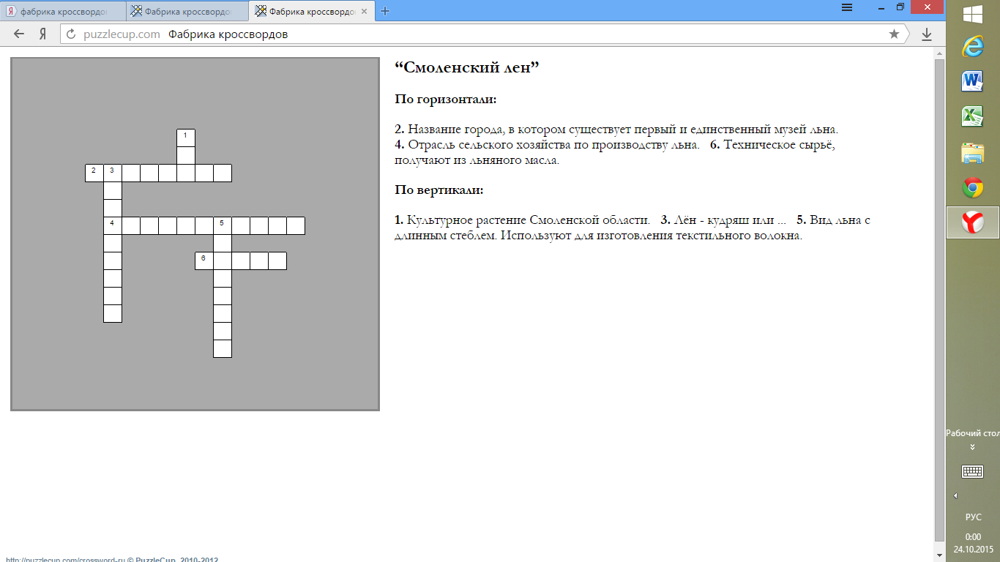 фабрика кроссвордо
Фабрика кроссвордо
Фабрика кроссвордо
puzzlecup.com Фабрика кроссвордов
“Смоленский лен”
По горизонтали:
2. Название города, в котором существует первый и единственный музей льна.
4. Отрасль сельского хозяйства по производству льна. 6. Техническое сырьё,
получают из льняного масла.
По вертикали:
1. Культурное растение Смоленской области. 3. Лён - кудряш или ... 5. Вид льна с
длинным стеблем. Используют для изготовления текстильного волокна.
1
2 3
4 5
6
Рабочий стол
РУС
0:00
24.10.2015
http://puzzlecup.com/crossword-ru © PuzzleCup, 2010-2012